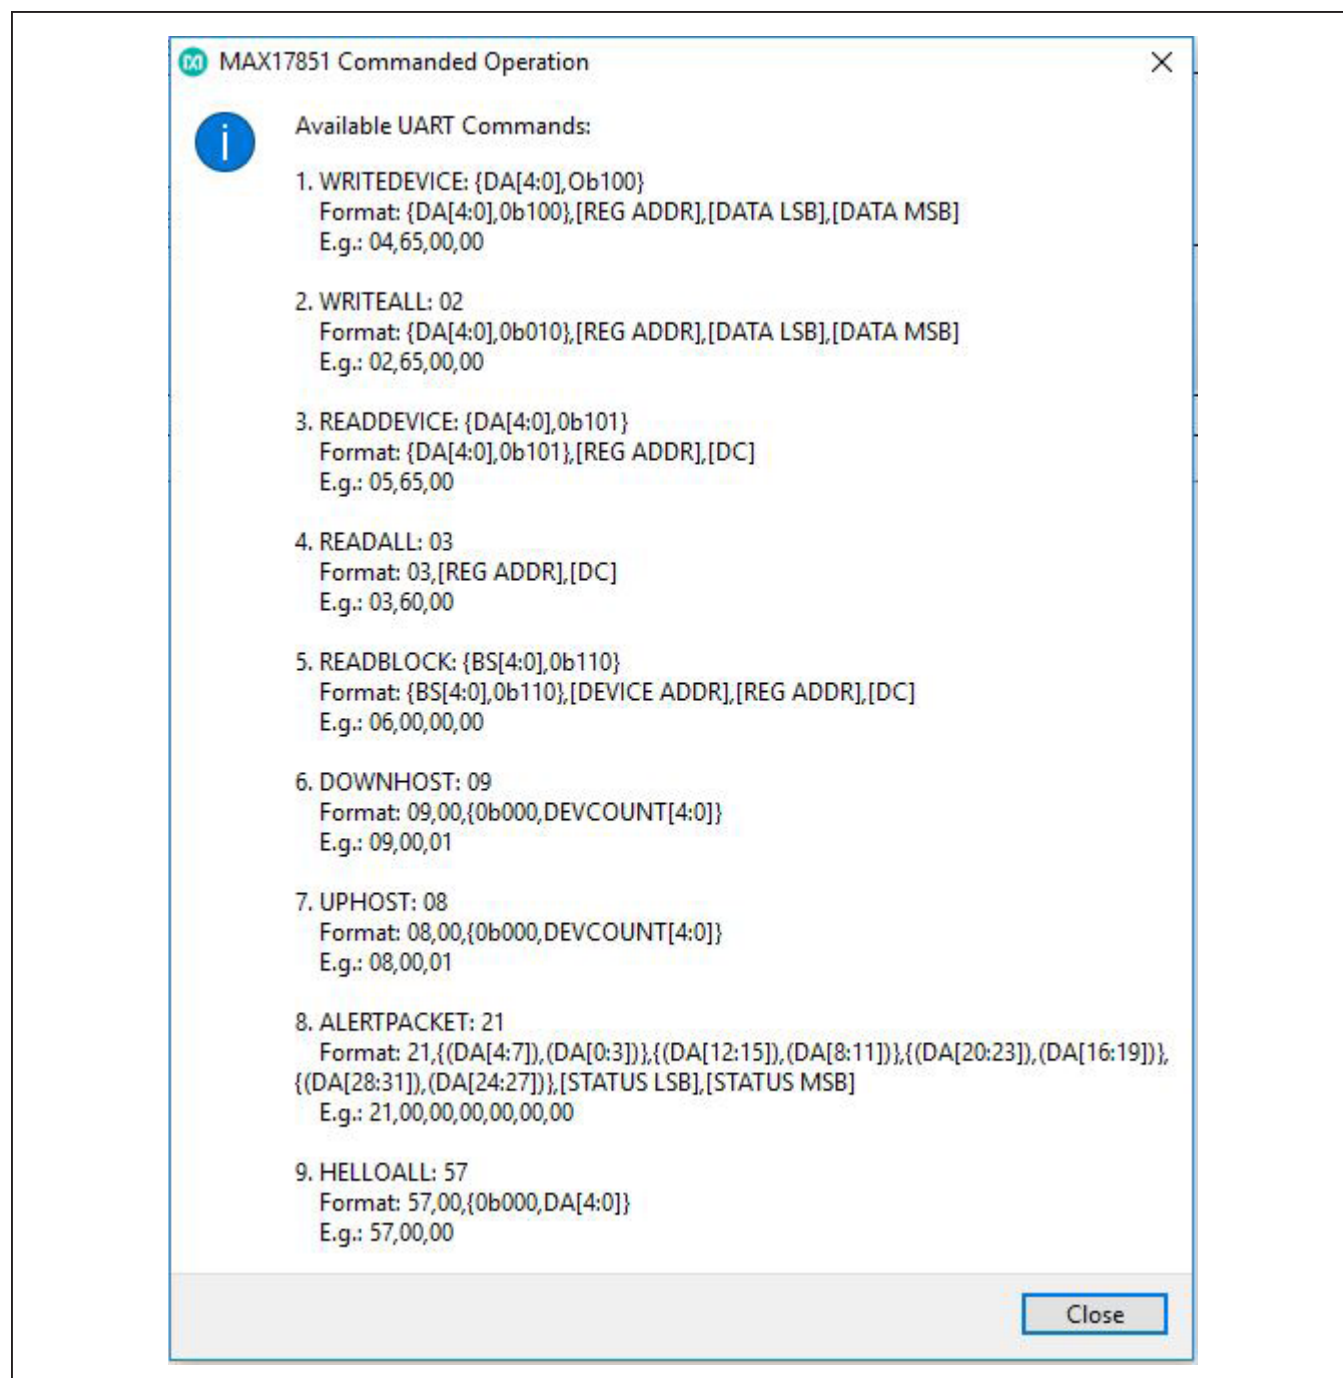 MAX17851 Commanded Operation
Available UART Commands:
1. WRITEDEVICE: {DA[4:0],Ob100}
Format: {DA[4:0],0b100},[REG ADDR],[DATA LSB],[DATA MSB]
E.g.: 04,65,00,00
2. WRITEALL: 02
Format: {DA[4:0],0b010},[REG ADDR],[DATA LSB],[DATA MSB]
E.g.: 02,65,00,00
3. READDEVICE: {DA[4:0],0b101}
Format: {DA[4:0],0b101},[REG ADDR],[DC]
E.g.: 05,65,00
4. READALL: 03
Format: 03,[REG ADDR],[DC]
E.g.: 03,60,00
5. READBLOCK: {BS[4:0],0b110}
Format: {BS[4:0],0b110},[DEVICE ADDR],[REG ADDR],[DC]
E.g.: 06,00,00,00
6. DOWNHOST: 09
Format: 09,00,{0b000,DEVCOUNT[4:0]}
E.g.: 09,00,01
7. UPHOST: 08
Format: 08,00,{0b000,DEVCOUNT[4:0]}
E.g.: 08,00,01
8. ALERTPACKET: 21
Format: 21,{(DA[4:7]),(DA[0:3])},{(DA[12:15]),(DA[8:11])},{(DA[20:23]),(DA[16:19])},
{(DA[28:31]),(DA[24:27])},[STATUS LSB],[STATUS MSB]
E.g.: 21,00,00,00,00,00,00
9. HELLOALL: 57
Format: 57,00,{0b000,DA[4:0]}
E.g.: 57,00,00
Close